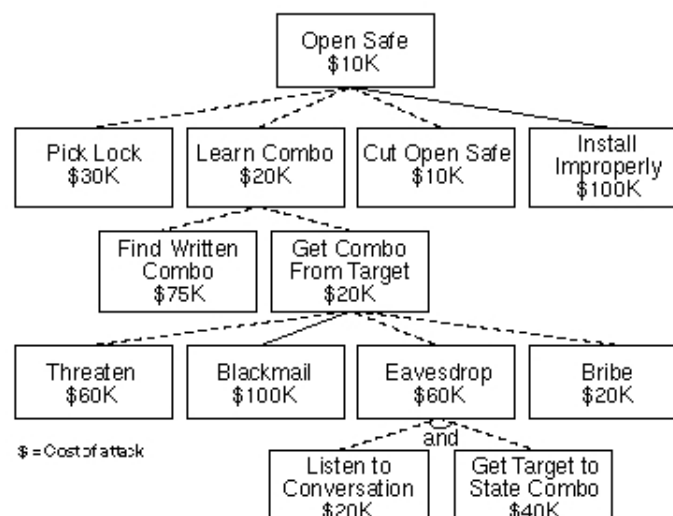 Open Safe
$10K
Pick Lock
$30K
Learn Combo
$20K
Cut Open Safe
$10K
Install
Improperly
$100K
Find Written
Combo
$75K
Get Combo
From Target
$20K
Threaten
$60K
Blackmail
$100K
Eavesdrop
$60K
Bribe
$20K
and
$ = Cost of attack
Listen to
Conversation
$20K
Get Target to
State Combo
$40K